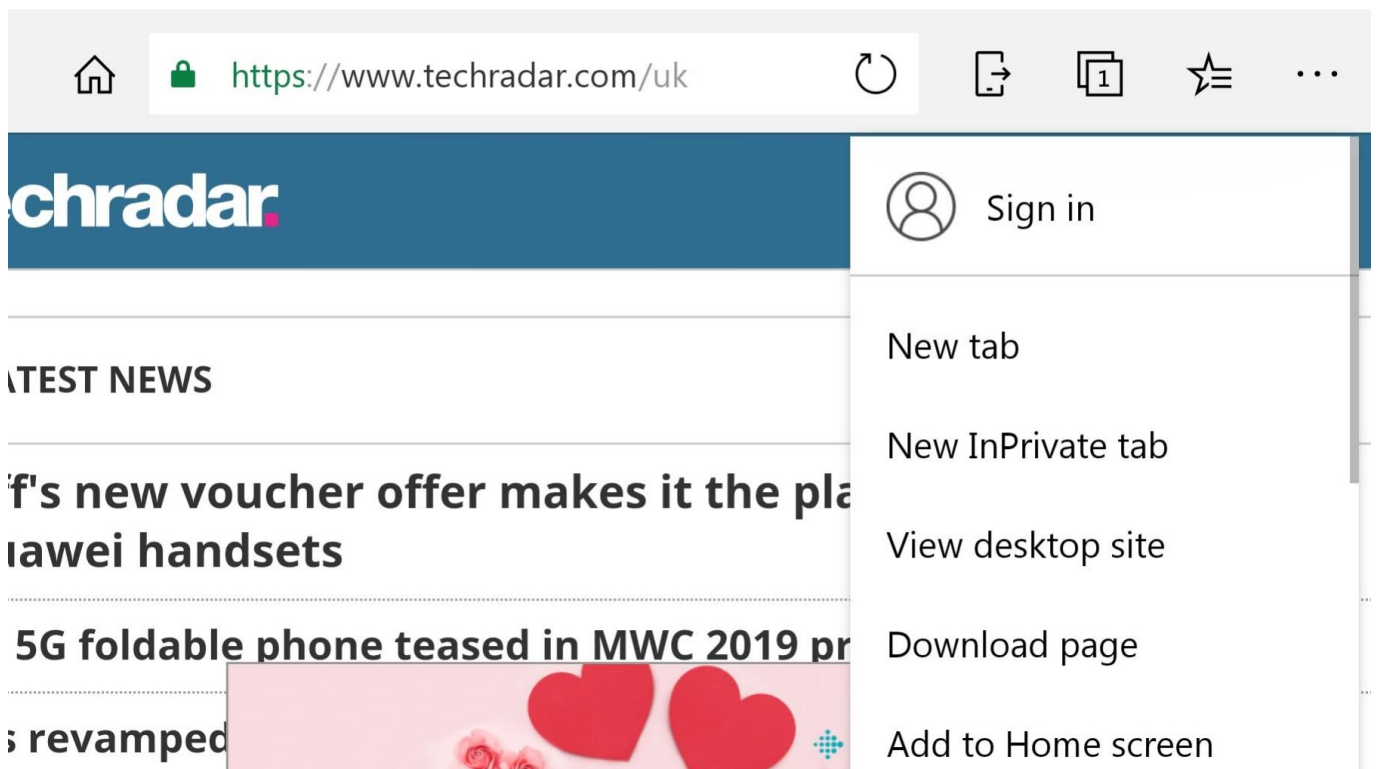 https://www.techradar.com/uk
1
echradar.
Sign in
New tab
New InPrivate tab
View desktop site
Download page
Add to Home screen
ATEST NEWS
f's new voucher offer makes it the pla
uawei handsets
5G foldable phone teased in MWC 2019 pr
s revamped